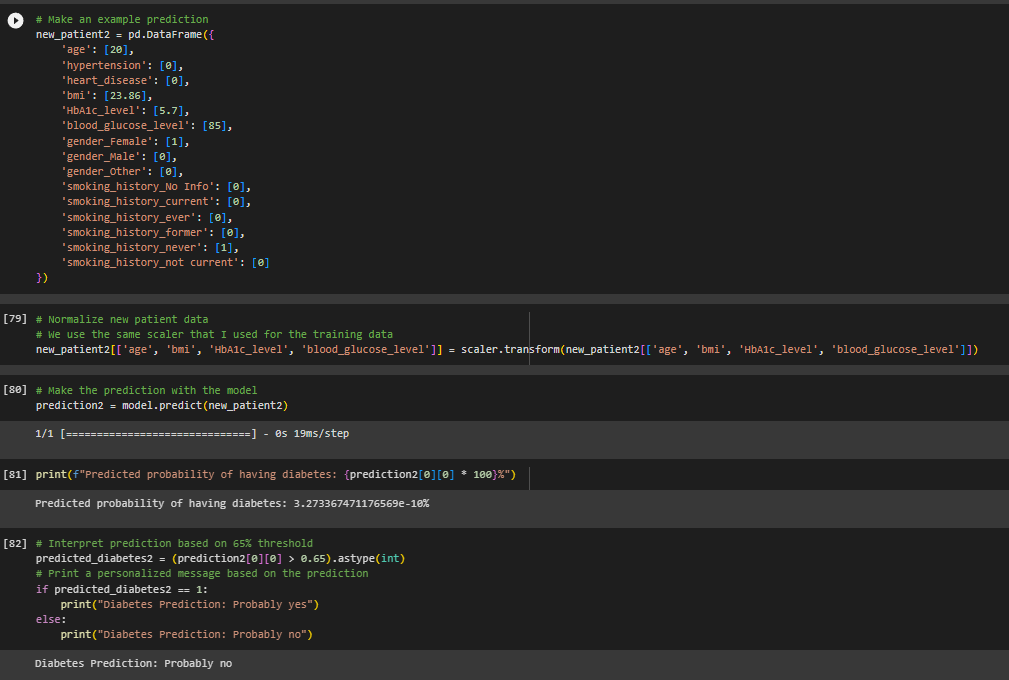 # Make an example prediction
new_patient2 = pd.DataFrame({
    'age': [20],
    'hypertension': [0],
    'heart_disease': [0],
    'bmi': [23.86],
    'HbA1c_level': [5.7],
    'blood_glucose_level': [85],
    'gender_Female': [1],
    'gender_Male': [0],
    'gender_Other': [0],
    'smoking_history_No Info': [0],
    'smoking_history_current': [0],
    'smoking_history_ever': [0],
    'smoking_history_former': [0],
    'smoking_history_never': [1],
    'smoking_history_not current': [0]
})
[79] # Normalize new patient data
# We use the same scaler that I used for the training data
new_patient2[['age', 'bmi', 'HbA1c_level', 'blood_glucose_level']] = scaler.transform(new_patient2[['age', 'bmi', 'HbA1c_level', 'blood_glucose_level']])
[80] # Make the prediction with the model
prediction2 = model.predict(new_patient2)
1/1 [==============================] - 0s 19ms/step
[81] print(f"Predicted probability of having diabetes: {prediction2[0][0] * 100}%")
Predicted probability of having diabetes: 3.273367471176569e-10%
[82] # Interpret prediction based on 65% threshold
predicted_diabetes2 = (prediction2[0][0] > 0.65).astype(int)
# Print a personalized message based on the prediction
if predicted_diabetes2 == 1:
    print("Diabetes Prediction: Probably yes")
else:
    print("Diabetes Prediction: Probably no")
Diabetes Prediction: Probably no